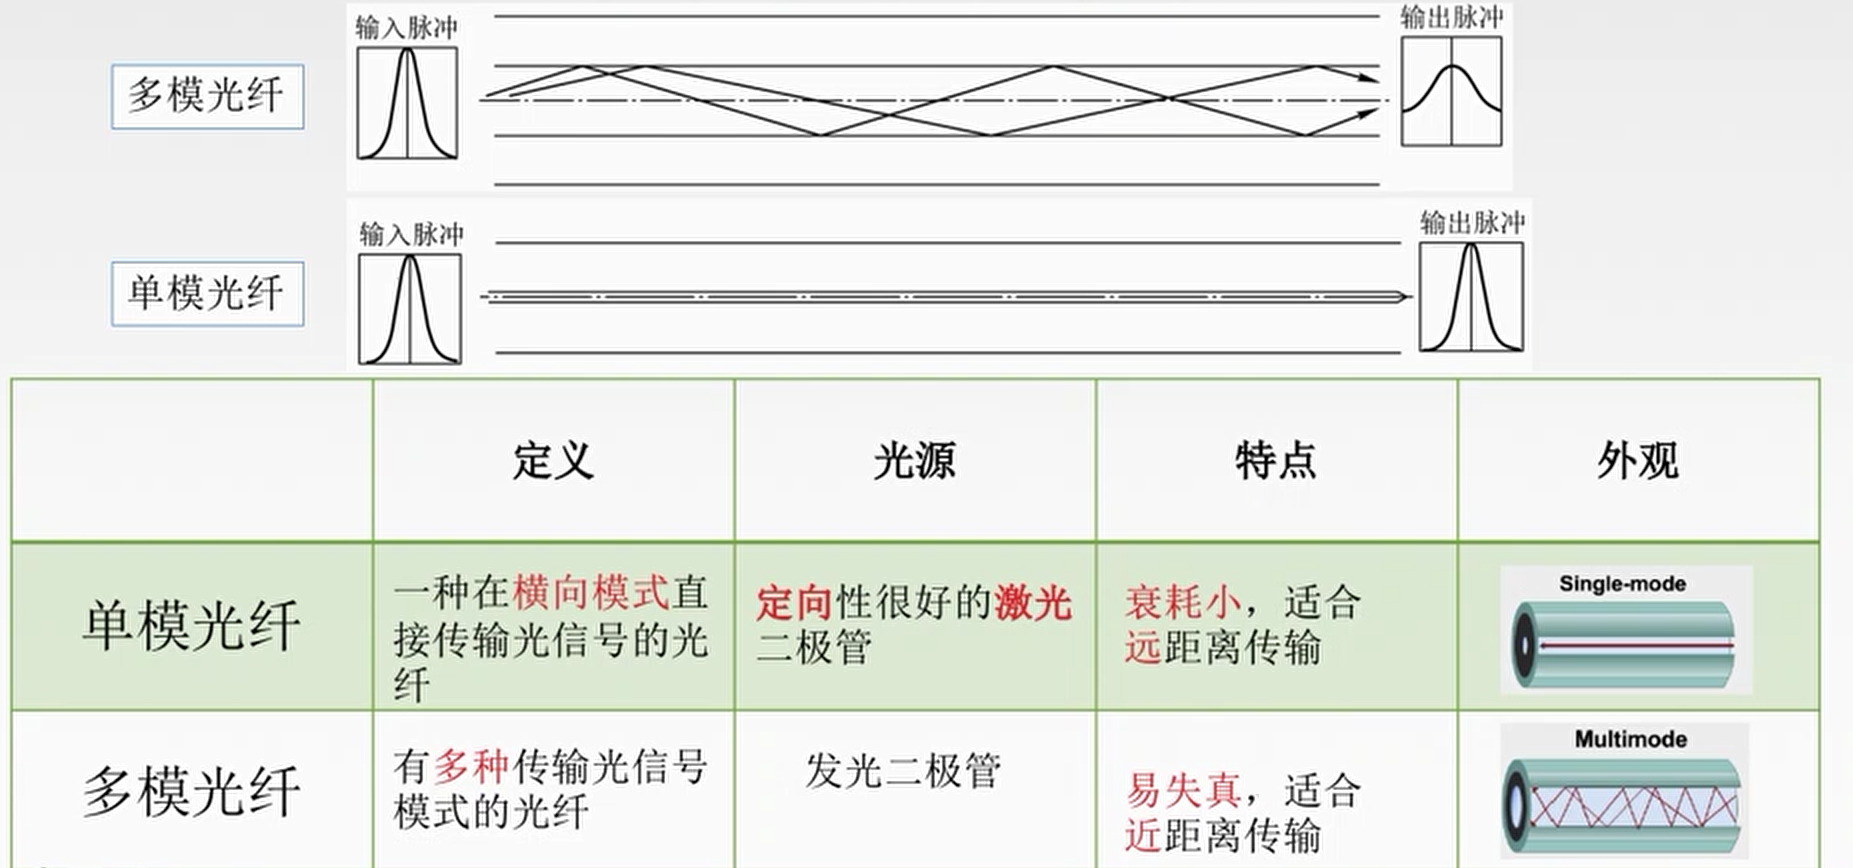 输入脉冲
输出脉冲
多模光纤
输入脉冲
输出脉冲
单模光纤
定义
光源
特点
外观
单模光纤
一种在横向模式直
接传输光信号的光
纤
定向性很好的激光
二极管
衰耗小，适合
远距离传输
Single-mode
多模光纤
有多种传输光信号
模式的光纤
发光二极管
易失真，适合
近距离传输
Multimode